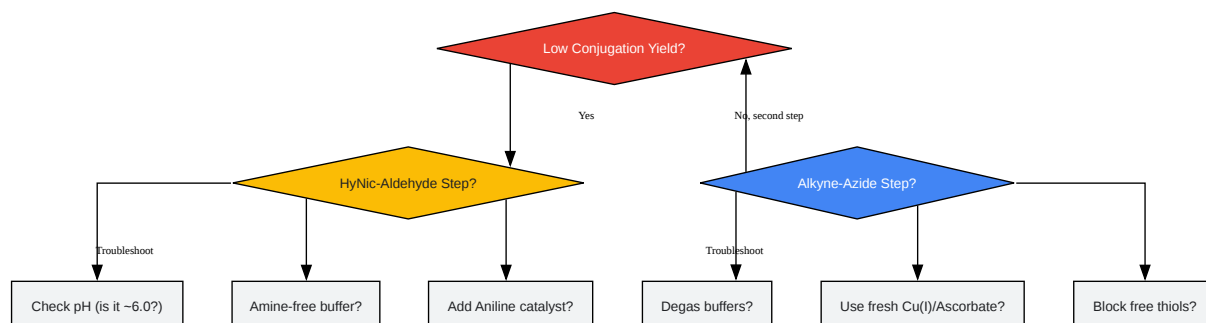 Low Conjugation Yield?
Yes
No, second step
HyNic-Aldehyde Step?
Alkyne-Azide Step?
Troubleshoot
Troubleshoot
Check pH (is it ~6.0?)
Amine-free buffer?
Add Aniline catalyst?
Degas buffers?
Use fresh Cu(I)/Ascorbate?
Block free thiols?